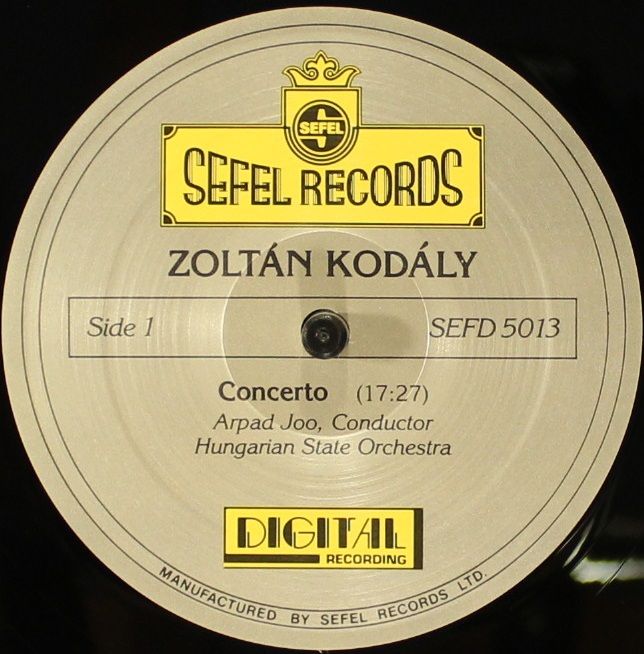 SEFEL
SEFEL RECORDS
ZOLTÁN KODÁLY
Side 1 SEFD 5013
Concerto (17:27)
Arpad Joo, Conductor
Hungarian State Orchestra
DIGITAL
RECORDING
MANUFACTURED BY SEFEL RECORDS LTD.